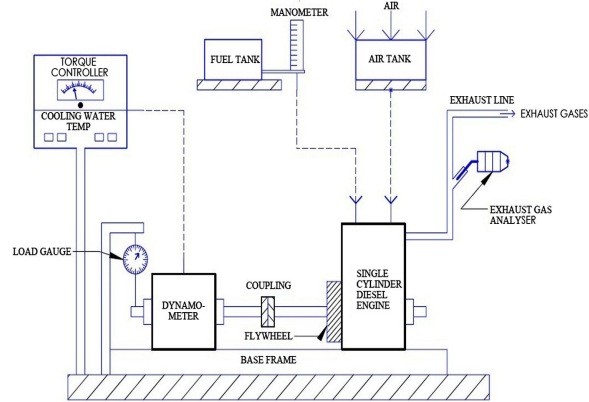 AIR
MANOMETER
TORQUE
CONTROLLER
FUEL TANK
AIR TANK
EXHAUST LINE
EXHAUST GASES
COOLING WATER
TEMP
EXHAUST GAS
ANALYSER
LOAD GAUGE
COUPLING
SINGLE
CYLINDER
DIESEL
ENGINE
DYNAMO-
METER
FLYWHEEL
BASE FRAME